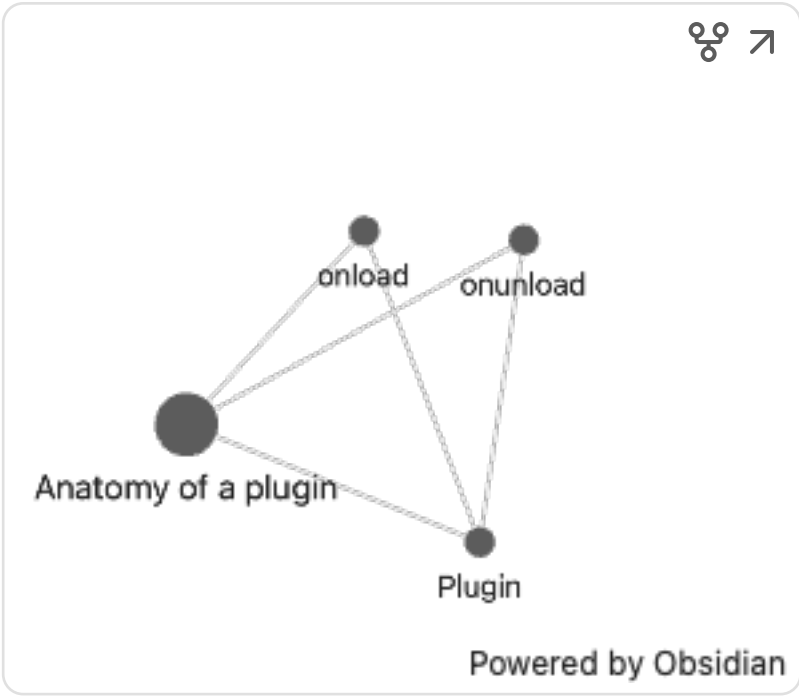 onload
onunload
Anatomy of a plugin
Plugin
Powered by Obsidian